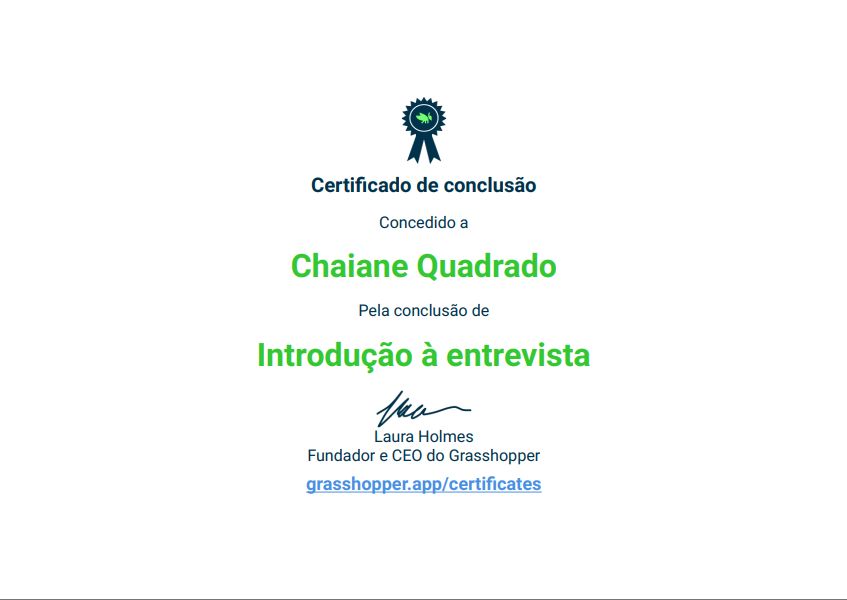 Certificado de conclusão
Concedido a
Chaiane Quadrado
Pela conclusão de
Introdução à entrevista
Laura Holmes
Fundador e CEO do Grasshopper
grasshopper.app/certificates